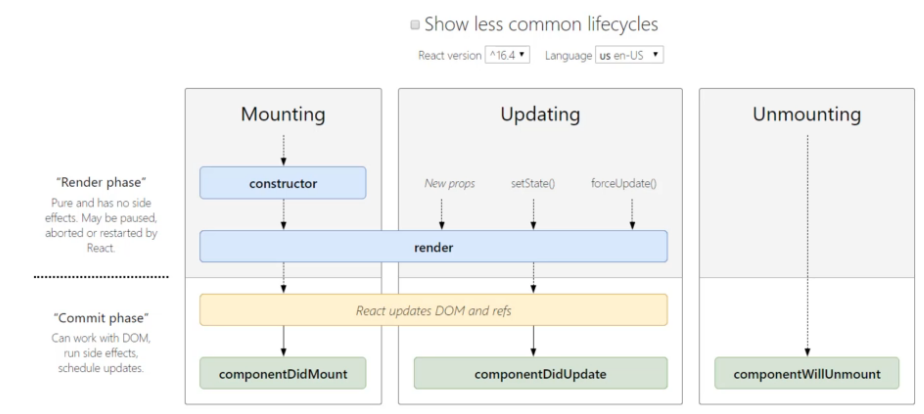 Show less common lifecycles
React version ^16.4 Language us en-US
Mounting
Updating
Unmounting
"Render phase"
Pure and has no side
effects. May be paused,
aborted or restarted by
React.
constructor
New props
setState()
forceUpdate()
render
"Commit phase"
Can work with DOM,
run side effects,
schedule updates.
React updates DOM and refs
componentDidMount
componentDidUpdate
componentWillUnmount